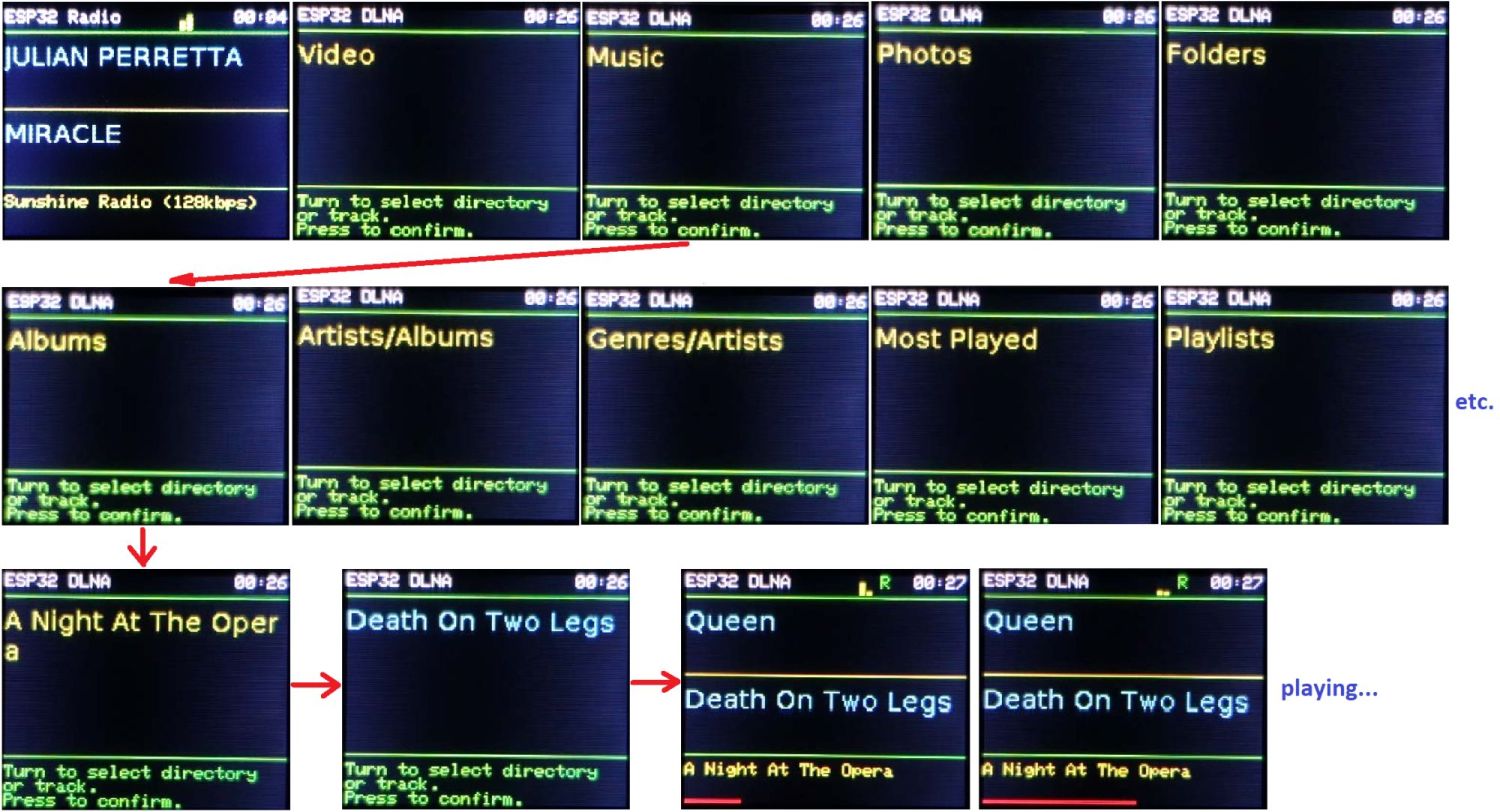 ESP32 Radio 00:04
JULIAN PERRETTA
MIRACLE
Sunshine Radio (128kbps)
ESP32 DLNA 00:26
Video
Turn to select directory
or track.
Press to confirm.
ESP32 DLNA 00:26
Music
Turn to select directory
or track.
Press to confirm.
ESP32 DLNA 00:26
Photos
Turn to select directory
or track.
Press to confirm.
ESP32 DLNA 00:26
Folders
Turn to select directory
or track.
Press to confirm.
ESP32 DLNA 00:26
Albums
Turn to select directory
or track.
Press to confirm.
ESP32 DLNA 00:26
Artists/Albums
Turn to select directory
or track.
Press to confirm.
ESP32 DLNA 00:26
Genres/Artists
Turn to select directory
or track.
Press to confirm.
ESP32 DLNA 00:26
Most Played
Turn to select directory
or track.
Press to confirm.
ESP32 DLNA 00:26
Playlists
Turn to select directory
or track.
Press to confirm.
etc.
ESP32 DLNA 00:26
A Night At The Oper
a
Turn to select directory
or track.
Press to confirm.
ESP32 DLNA 00:26
Death On Two Legs
Turn to select directory
or track.
Press to confirm.
ESP32 DLNA R 00:27
Queen
Death On Two Legs
A Night At The Opera
ESP32 DLNA R 00:27
Queen
Death On Two Legs
A Night At The Opera
playing...